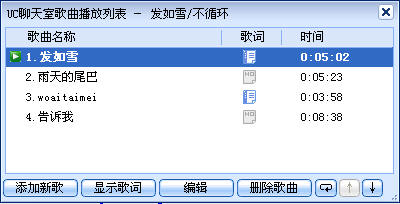 UC聊天室歌曲播放列表 - 发如雪/不循环
歌曲名称 歌词 时间
1.发如雪 0:05:02
2.雨天的尾巴 0:05:23
3.woaitaimei 0:03:58
4.告诉我 0:08:38
添加新歌 显示歌词 编辑 删除歌曲